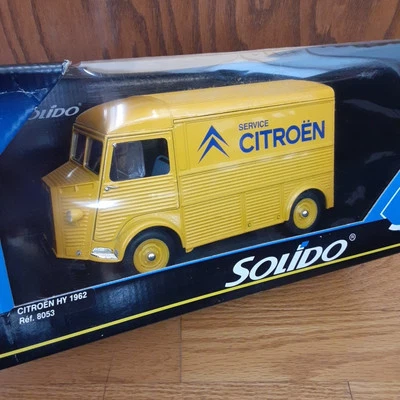 SOLIDO®
SERVICE
CITROËN
SOLIDO®
CITROËN HY 1962
Réf. 8053